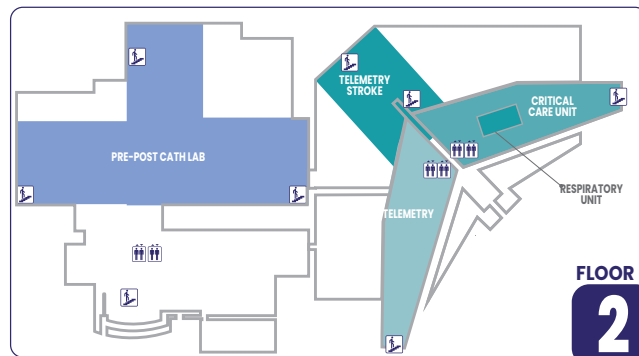 TELEMETRY
STROKE
CRITICAL
CARE UNIT
PRE-POST CATH LAB
RESPIRATORY
UNIT
TELEMETRY
FLOOR
2